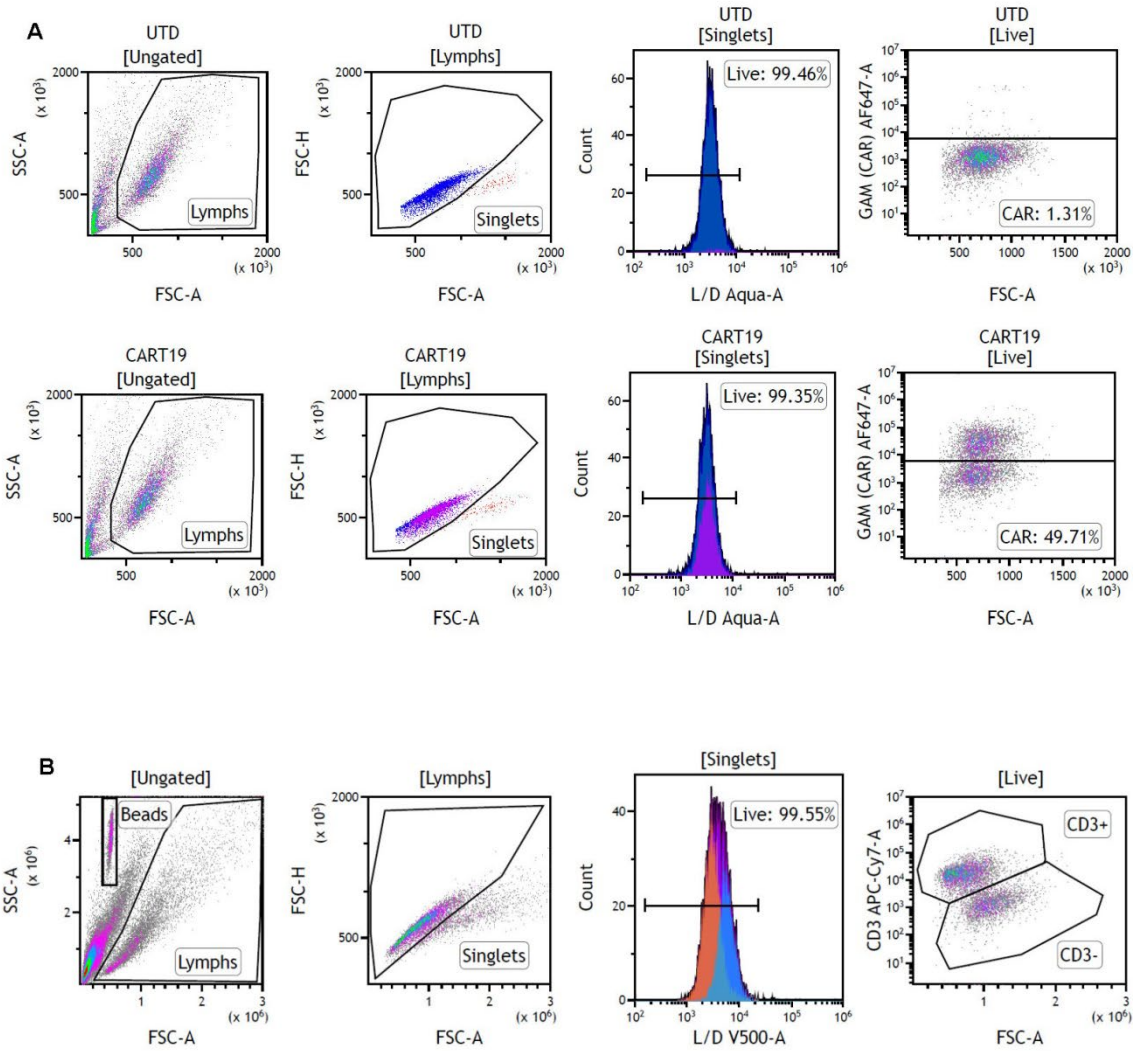 A
UTD
[Ungated]
2000
(x 10³)
SSC-A
500
Lymphs
500
2000
(x 10³)
FSC-A
UTD
[Lymphs]
2000
(x 10³)
FSC-H
500
Singlets
500
2000
(x 10³)
FSC-A
UTD
[Singlets]
60
Live: 99.46%
40
Count
20
0
10² 10³ 10⁴ 10⁵ 10⁶
L/D Aqua-A
UTD
[Live]
10⁷
10⁶
10⁵
10⁴
10³
10²
10¹
GAM (CAR) AF647-A
CAR: 1.31%
500 1000 1500 2000
(x 10³)
FSC-A
CART19
[Ungated]
2000
(x 10³)
SSC-A
500
Lymphs
500
2000
(x 10³)
FSC-A
CART19
[Lymphs]
2000
(x 10³)
FSC-H
500
Singlets
500
2000
(x 10³)
FSC-A
CART19
[Singlets]
60
Live: 99.35%
40
Count
20
0
10² 10³ 10⁴ 10⁵ 10⁶
L/D Aqua-A
CART19
[Live]
10⁷
10⁶
10⁵
10⁴
10³
10²
10¹
GAM (CAR) AF647-A
CAR: 49.71%
500 1000 1500 2000
(x 10³)
FSC-A
B
[Ungated]
Beads
4
(x 10⁶)
SSC-A
2
Lymphs
1 2 3
(x 10⁶)
FSC-A
[Lymphs]
2000
(x 10³)
FSC-H
500
Singlets
1 2 3
(x 10⁶)
FSC-A
[Singlets]
40
Live: 99.55%
Count
20
0
10² 10³ 10⁴ 10⁵ 10⁶
L/D V500-A
[Live]
10⁷
10⁶
10⁵
10⁴
10³
10²
10¹
CD3 APC-Cy7-A
CD3+
CD3-
1 2 3
(x 10⁶)
FSC-A